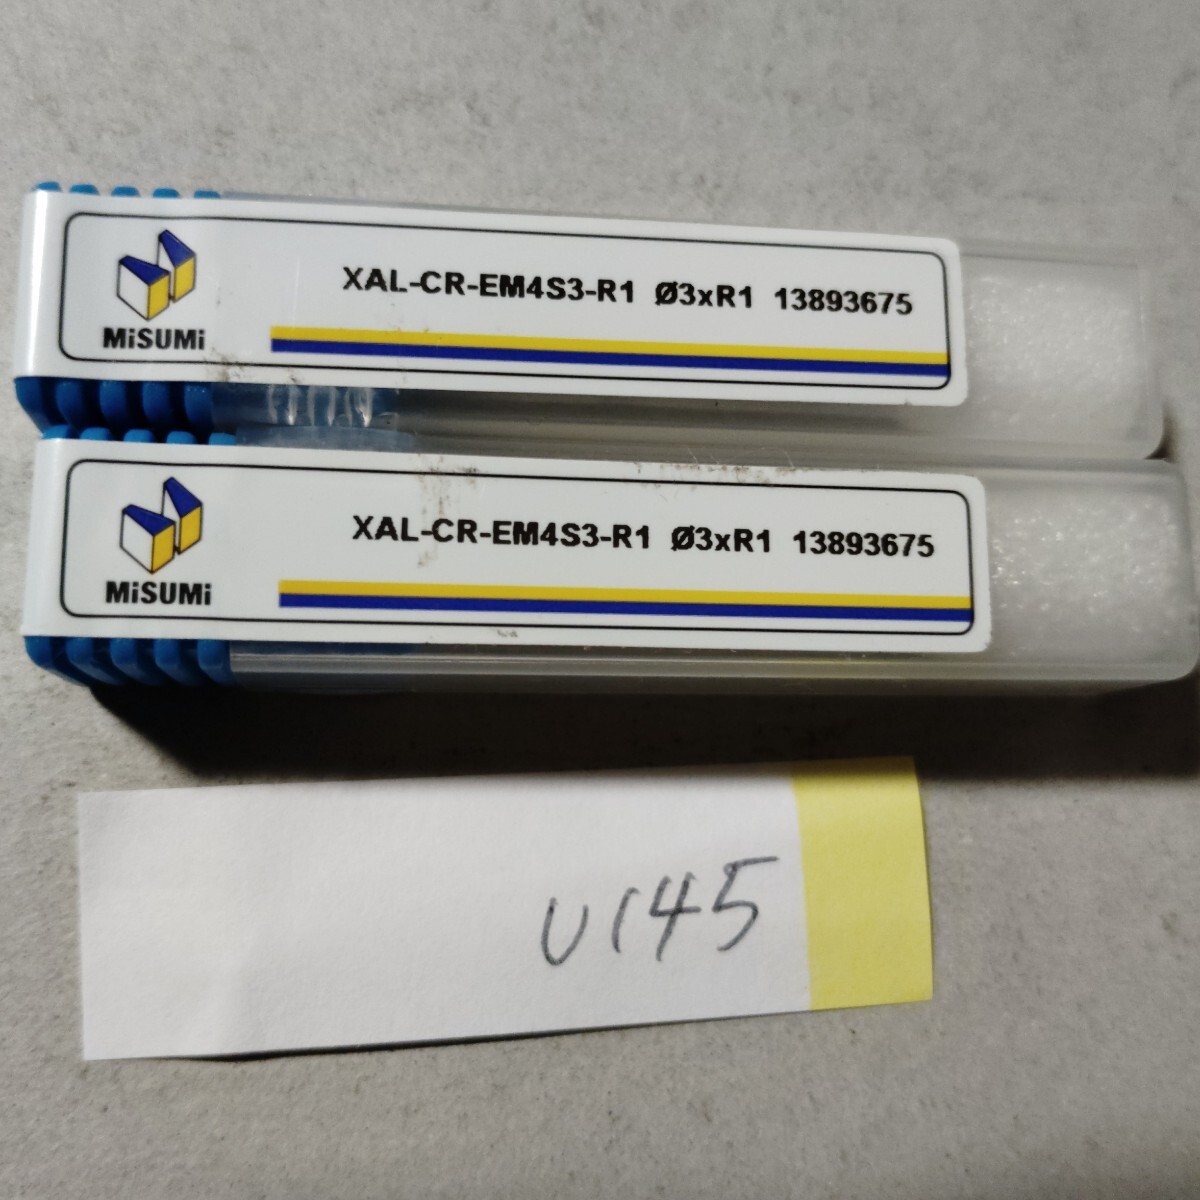 XAL-CR-EM4S3-R1 Ø3xR1 13893675
MiSUMi
XAL-CR-EM4S3-R1 Ø3xR1 13893675
MiSUMi
U145